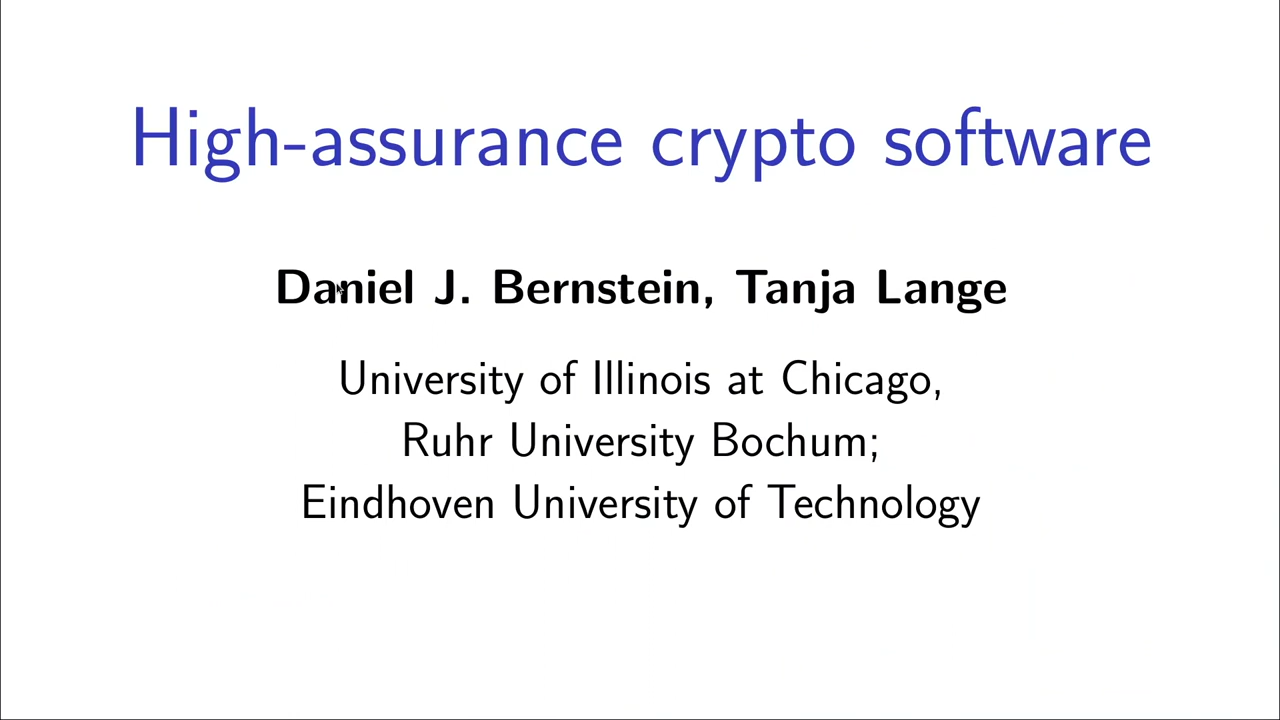 High-assurance crypto software
Daniel J. Bernstein, Tanja Lange
University of Illinois at Chicago,
Ruhr University Bochum;
Eindhoven University of Technology